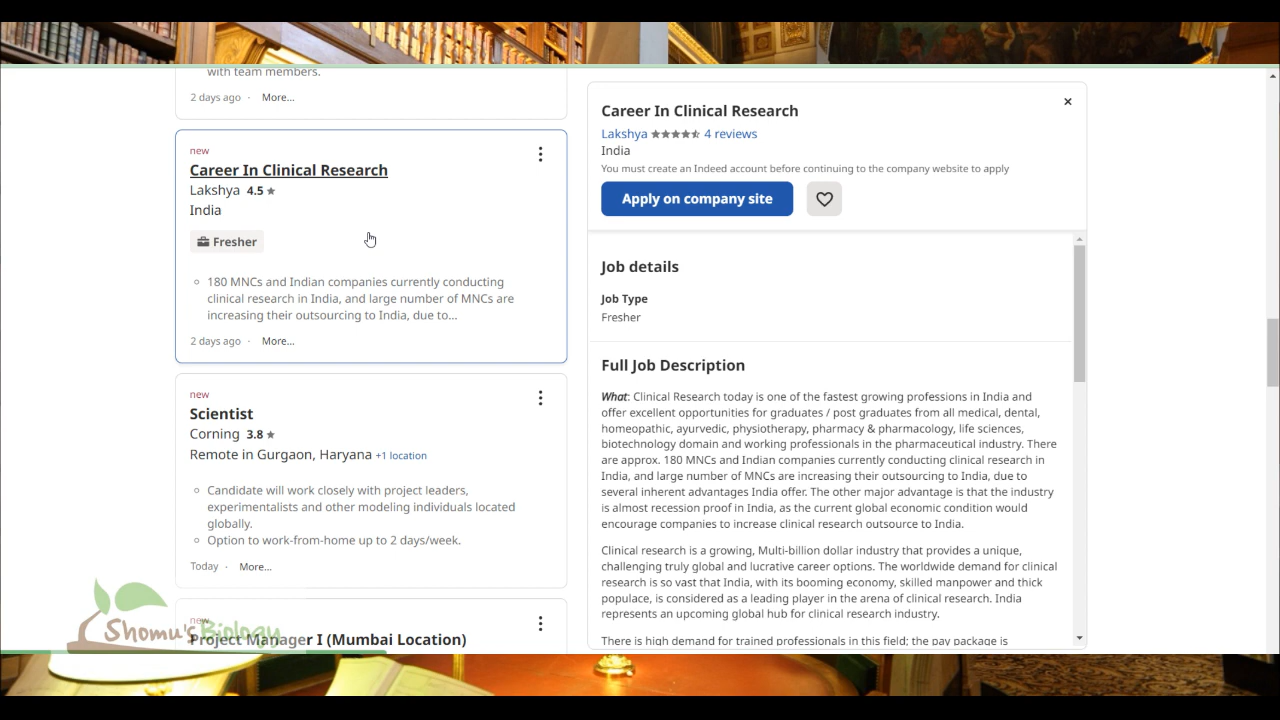 with team members.
2 days ago · More...
new
Career In Clinical Research
Lakshya 4.5
India
Fresher
180 MNCs and Indian companies currently conducting
clinical research in India, and large number of MNCs are
increasing their outsourcing to India, due to...
2 days ago · More...
new
Scientist
Corning 3.8
Remote in Gurgaon, Haryana +1 location
Candidate will work closely with project leaders,
experimentalists and other modeling individuals located
globally.
Option to work-from-home up to 2 days/week.
Today · More...
new
Project Manager I (Mumbai Location)
Shomu's Biology
Career In Clinical Research
Lakshya 4 reviews
India
You must create an Indeed account before continuing to the company website to apply
Apply on company site
Job details
Job Type
Fresher
Full Job Description
What: Clinical Research today is one of the fastest growing professions in India and
offer excellent opportunities for graduates / post graduates from all medical, dental,
homeopathic, ayurvedic, physiotherapy, pharmacy & pharmacology, life sciences,
biotechnology domain and working professionals in the pharmaceutical industry. There
are approx. 180 MNCs and Indian companies currently conducting clinical research in
India, and large number of MNCs are increasing their outsourcing to India, due to
several inherent advantages India offer. The other major advantage is that the industry
is almost recession proof in India, as the current global economic condition would
encourage companies to increase clinical research outsource to India.
Clinical research is a growing, Multi-billion dollar industry that provides a unique,
challenging truly global and lucrative career options. The worldwide demand for clinical
research is so vast that India, with its booming economy, skilled manpower and thick
populace, is considered as a leading player in the arena of clinical research. India
represents an upcoming global hub for clinical research industry.
There is high demand for trained professionals in this field; the pay package is